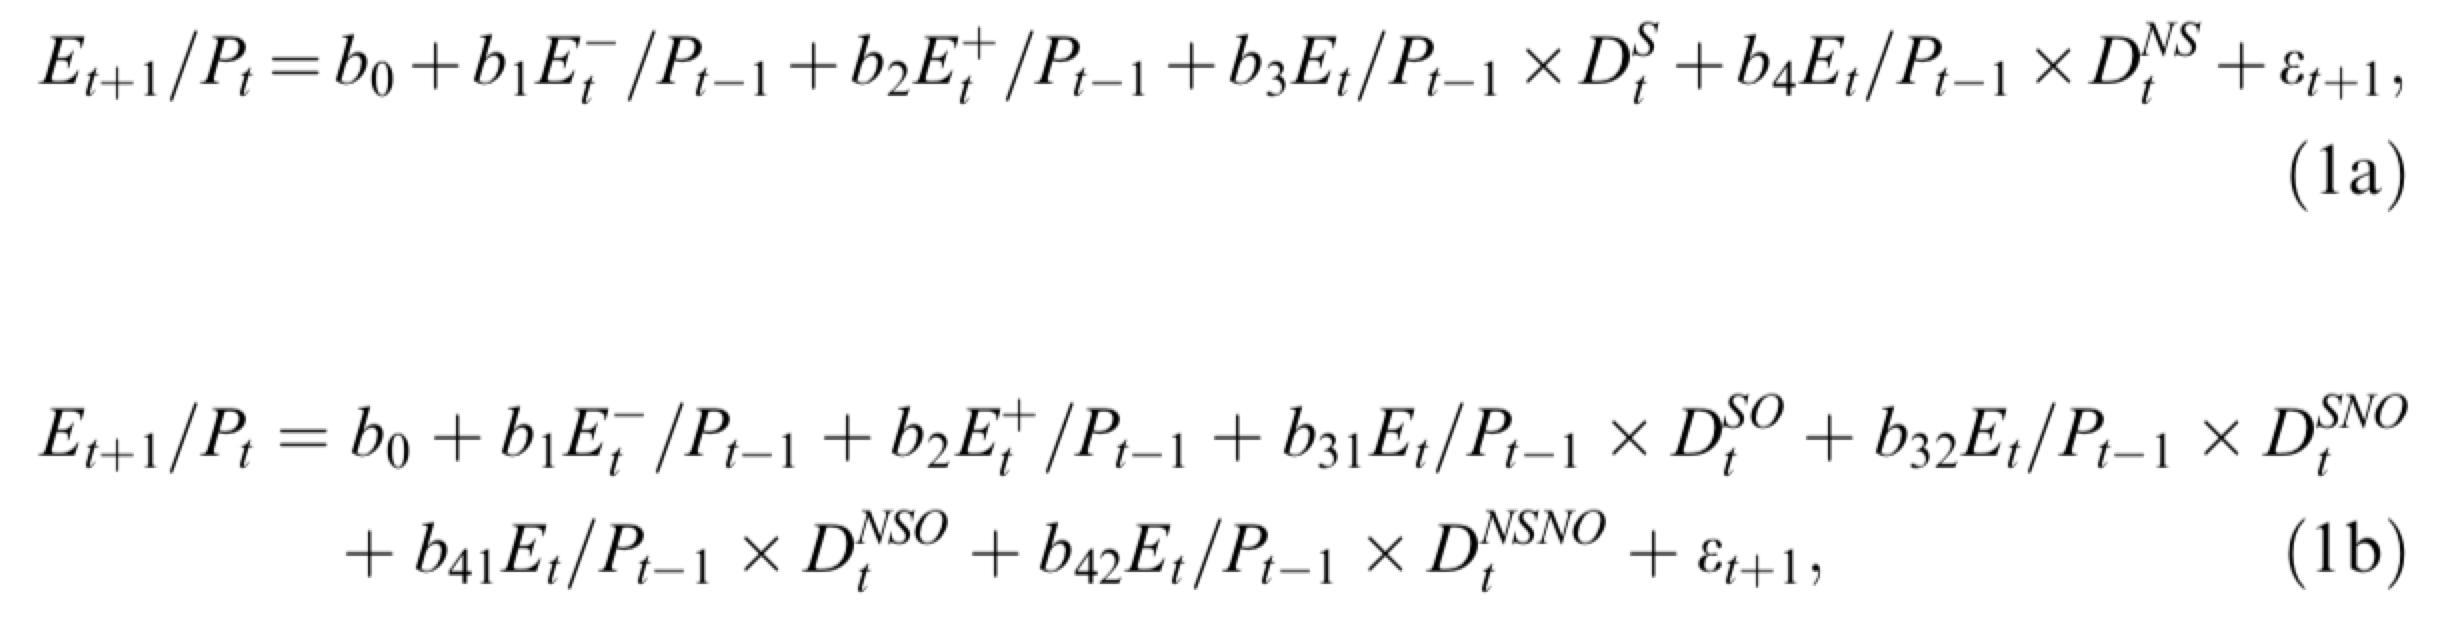 E_{t+1}/P_t = b_0 + b_1E_t^-/P_{t-1} + b_2E_t^+/P_{t-1} + b_3E_t/P_{t-1} × D_t^S + b_4E_t/P_{t-1} × D_t^{NS} + ε_{t+1},
(1a)
E_{t+1}/P_t = b_0 + b_1E_t^-/P_{t-1} + b_2E_t^+/P_{t-1} + b_{31}E_t/P_{t-1} × D_t^{SO} + b_{32}E_t/P_{t-1} × D_t^{SNO}
+ b_{41}E_t/P_{t-1} × D_t^{NSO} + b_{42}E_t/P_{t-1} × D_t^{NSNO} + ε_{t+1}, (1b)